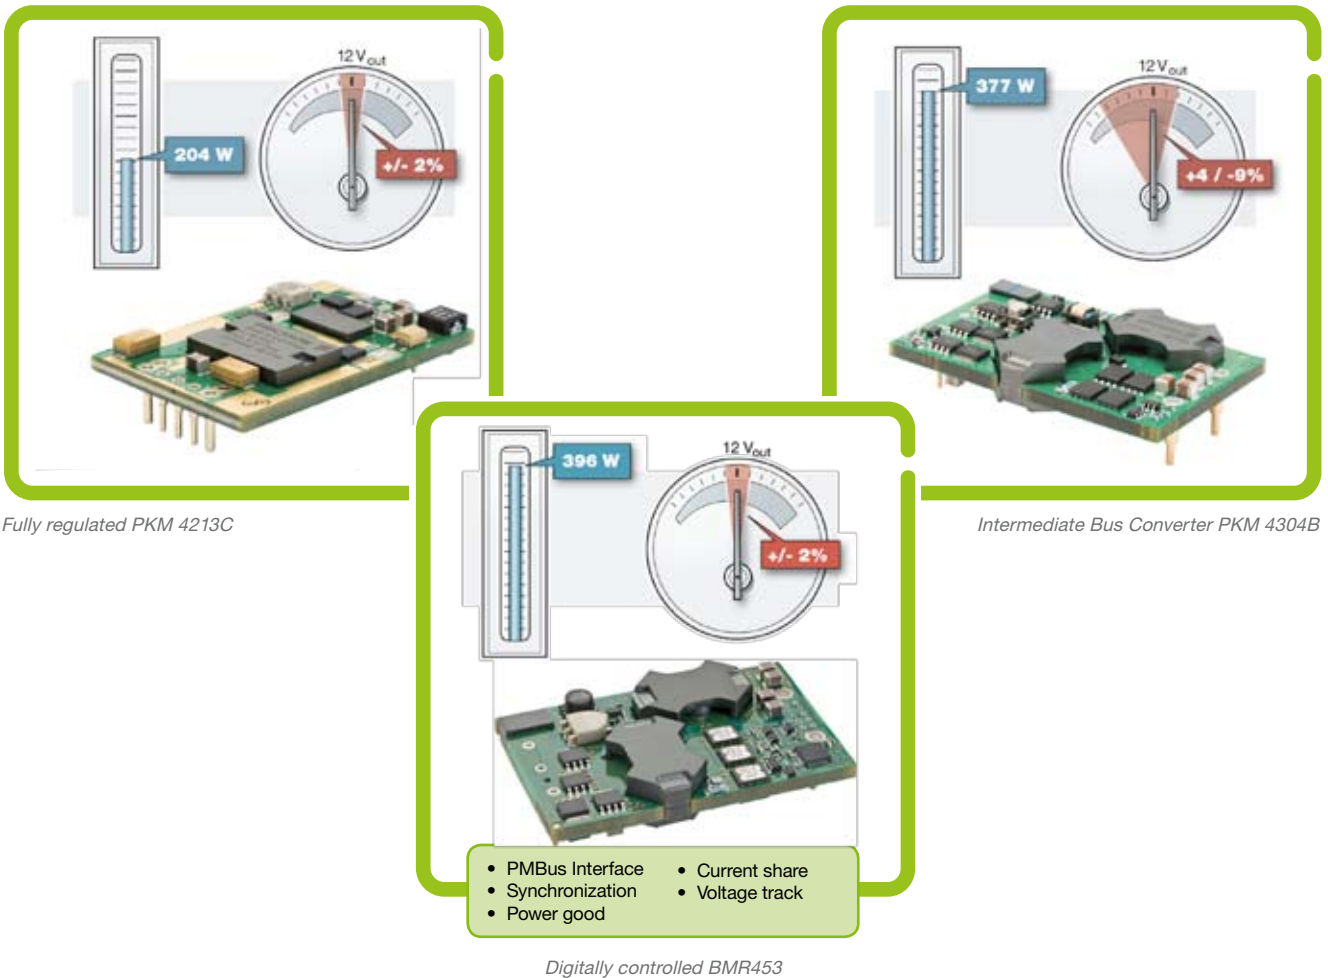 12 Vout
204 W
+/- 2%
Fully regulated PKM 4213C
12 Vout
377 W
+4 / -9%
Intermediate Bus Converter PKM 4304B
12 Vout
396 W
+/- 2%
• PMBus Interface
• Synchronization
• Power good
• Current share
• Voltage track
Digitally controlled BMR453